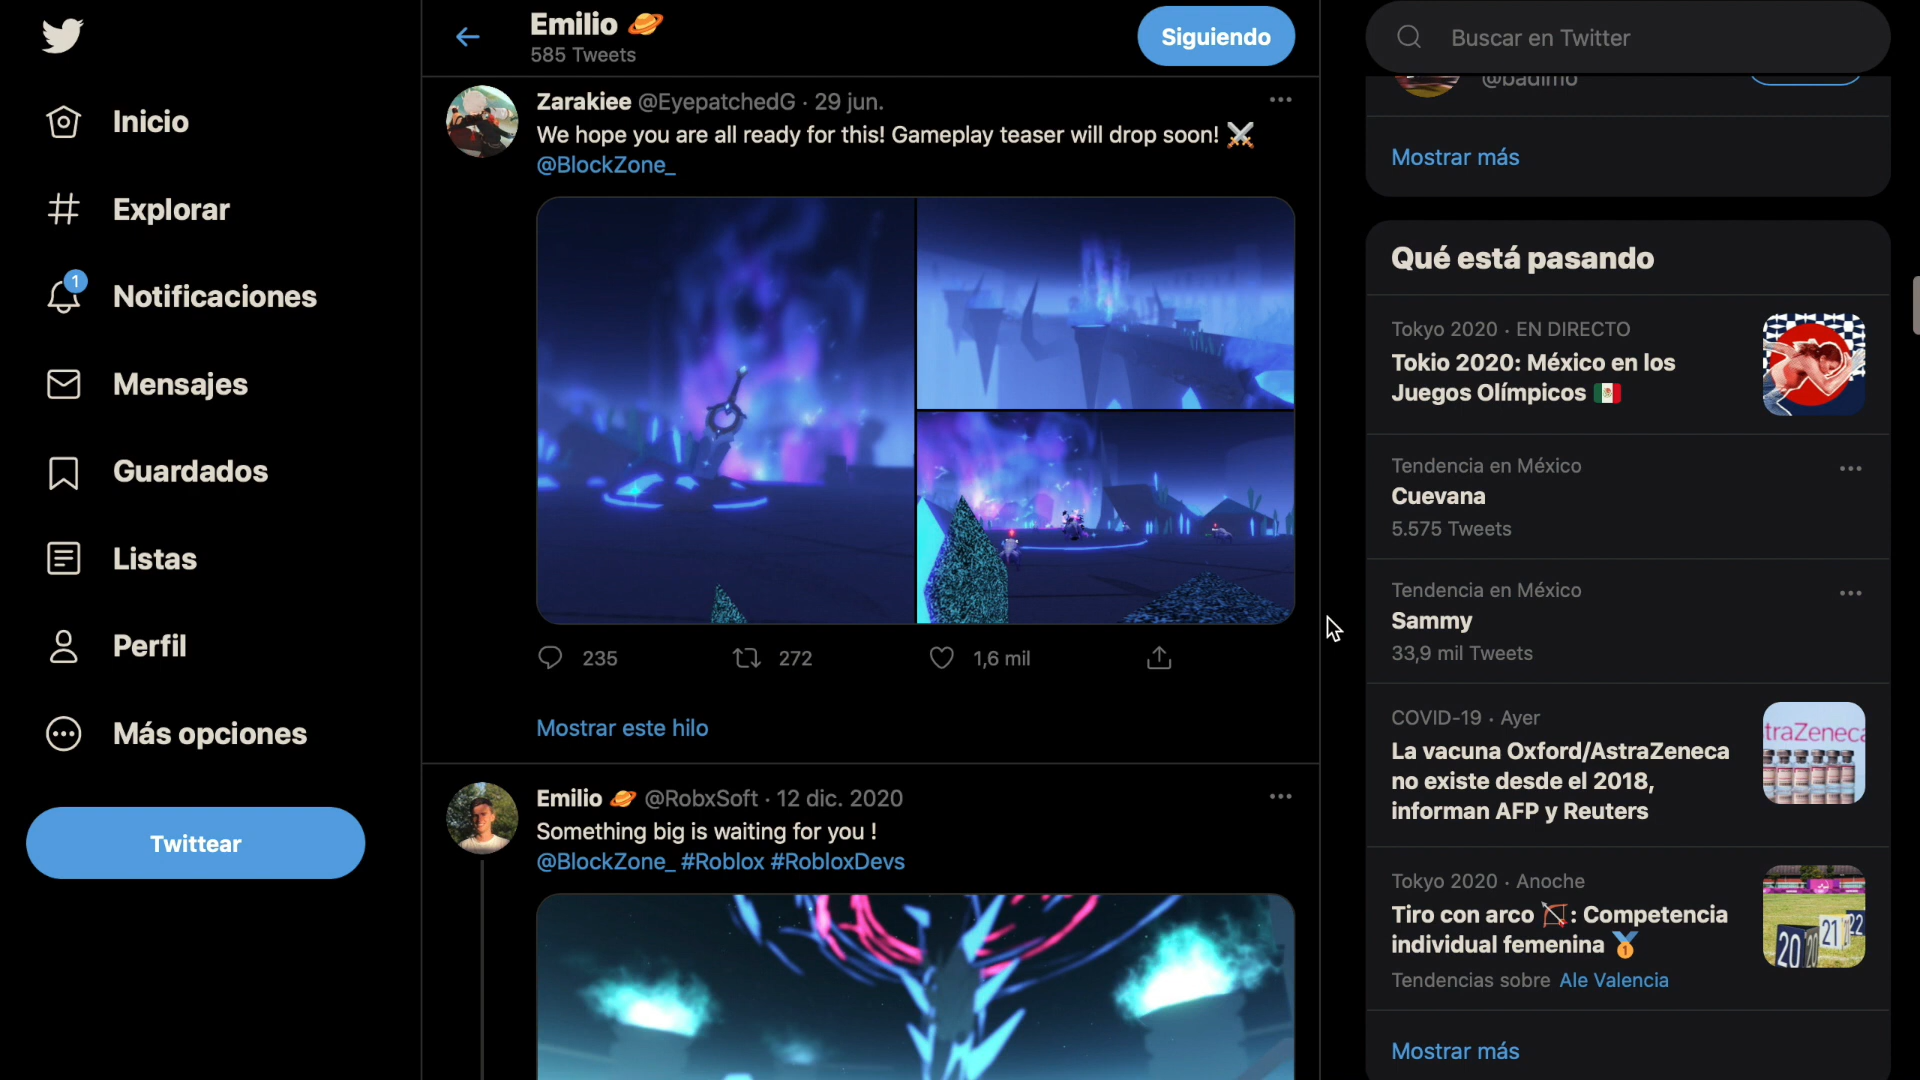 Inicio
Explorar
1
Notificaciones
Mensajes
Guardados
Listas
Perfil
Más opciones
Twittear
Emilio 🪐
585 Tweets
Siguiendo
Zarakiee @EyepatchedG · 29 jun.
We hope you are all ready for this! Gameplay teaser will drop soon! ⚔️
@BlockZone_
235
272
1,6 mil
Mostrar este hilo
Emilio 🪐 @RobxSoft · 12 dic. 2020
Something big is waiting for you !
@BlockZone_ #Roblox #RobloxDevs
Buscar en Twitter
@badimo
Mostrar más
Qué está pasando
Tokyo 2020 · EN DIRECTO
Tokio 2020: México en los
Juegos Olímpicos 🇲🇽
Tendencia en México
Cuevana
5.575 Tweets
Tendencia en México
Sammy
33,9 mil Tweets
COVID-19 · Ayer
La vacuna Oxford/AstraZeneca
no existe desde el 2018,
informan AFP y Reuters
traZeneca
Tokyo 2020 · Anoche
Tiro con arco 🏹: Competencia
individual femenina 🥇
20 20 21 22
Tendencias sobre Ale Valencia
Mostrar más